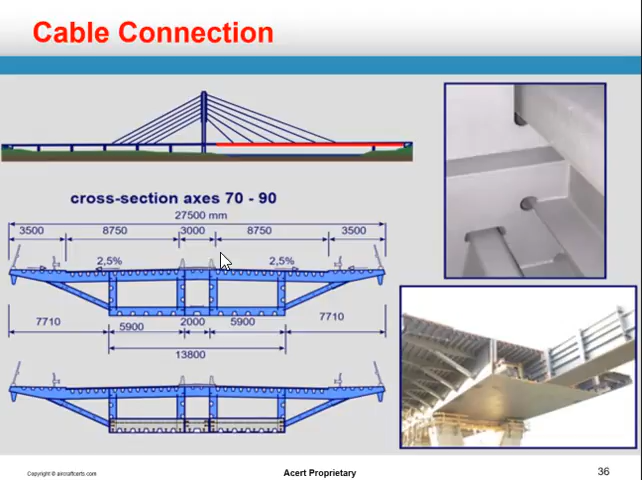 Cable Connection
cross-section axes 70 - 90
27500 mm
3500 8750 3000 8750 3500
2,5% 2,5%
7710 5900 2000 5900 7710
13800
Copyright © aircraftcerts.com
Acert Proprietary
36